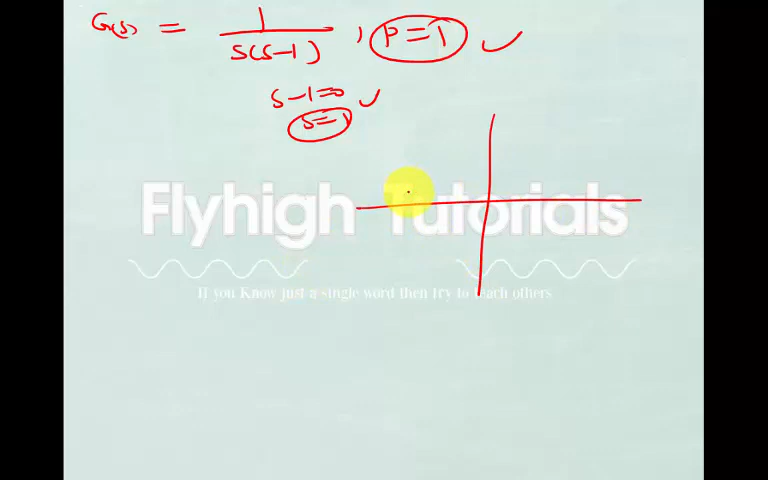 G(s) = 1/s(s-1) , P=1
s-1=0
s=1
Flyhigh Tutorials
If you Know just a single word then try to teach others